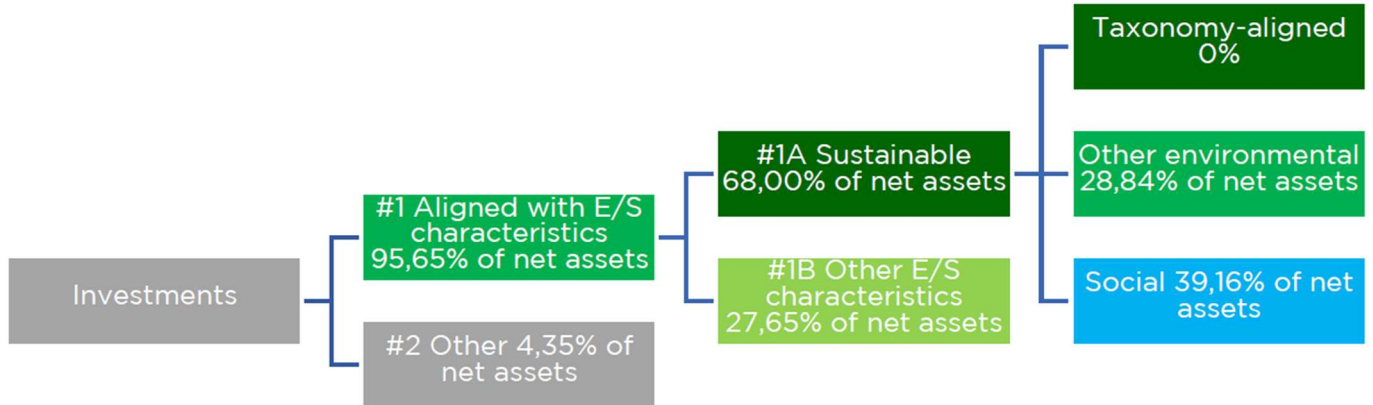 Investments
#1 Aligned with E/S
characteristics
95,65% of net assets
#2 Other 4,35% of
net assets
#1A Sustainable
68,00% of net assets
#1B Other E/S
characteristics
27,65% of net assets
Taxonomy-aligned
0%
Other environmental
28,84% of net assets
Social 39,16% of net
assets